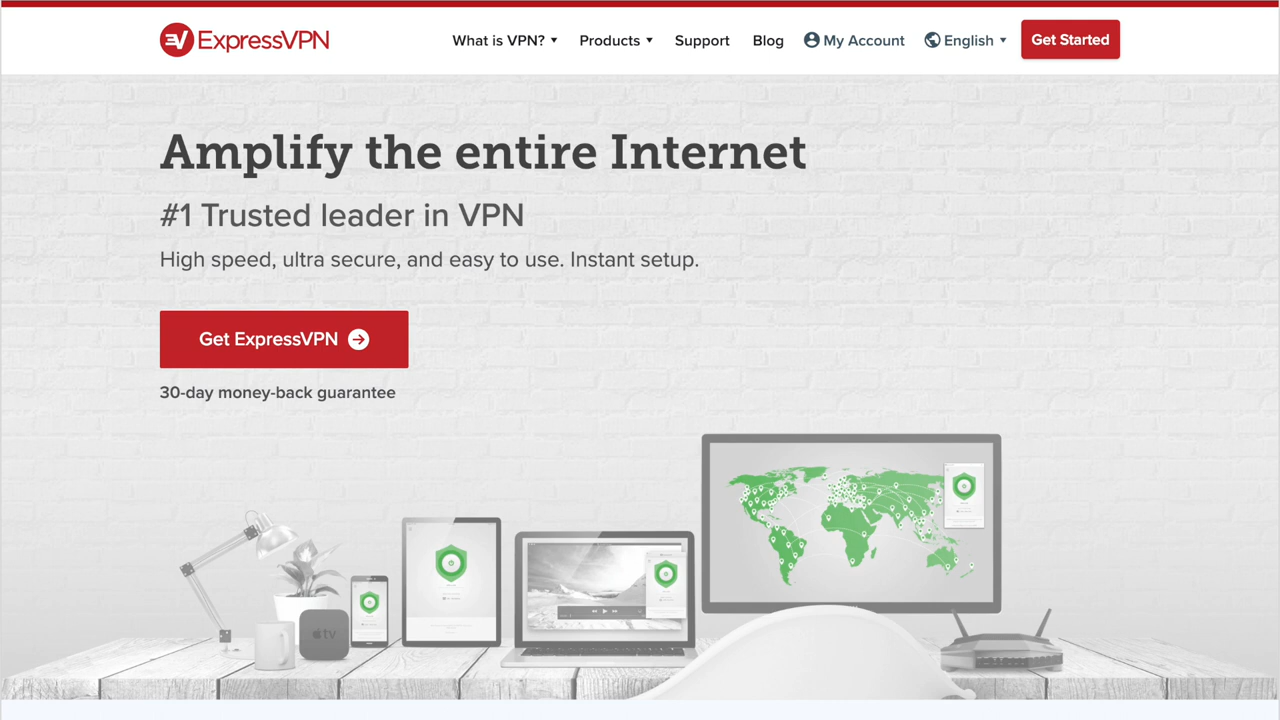 ExpressVPN
What is VPN? Products Support Blog My Account English Get Started
Amplify the entire Internet
#1 Trusted leader in VPN
High speed, ultra secure, and easy to use. Instant setup.
Get ExpressVPN
30-day money-back guarantee
tv